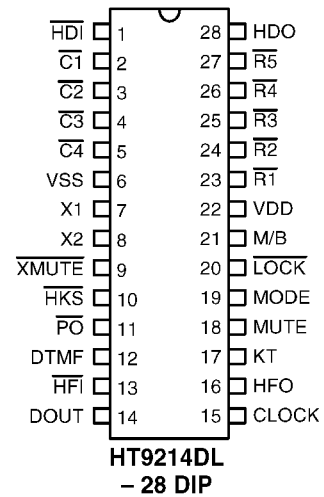 HDI 1 28 HDO
C1 2 27 R5
C2 3 26 R4
C3 4 25 R3
C4 5 24 R2
VSS 6 23 R1
X1 7 22 VDD
X2 8 21 M/B
XMUTE 9 20 LOCK
HKS 10 19 MODE
PO 11 18 MUTE
DTMF 12 17 KT
HFI 13 16 HFO
DOUT 14 15 CLOCK
HT9214DL
– 28 DIP